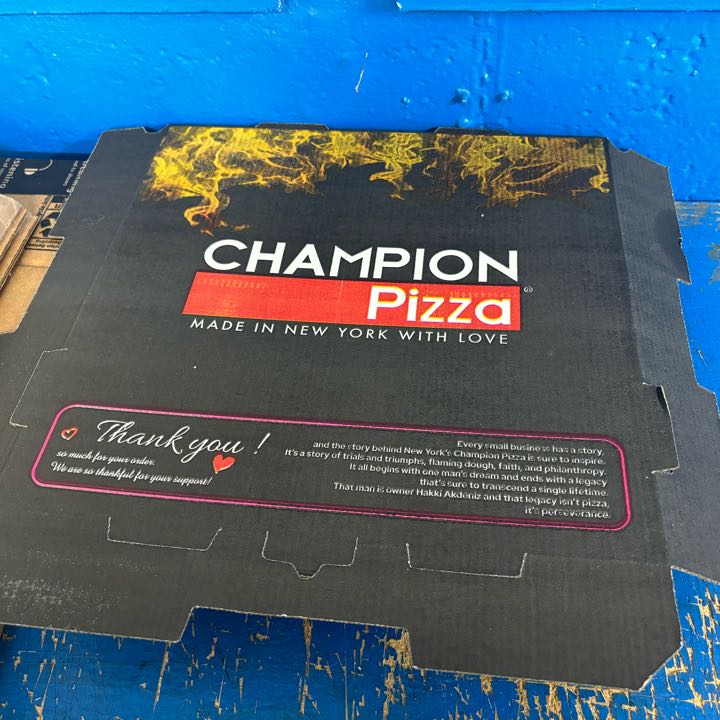 CHAMPION
Pizza®
MADE IN NEW YORK WITH LOVE
Thank you !
so much for your order.
We are so thankful for your support!
Every small business has a story.
and the story behind New York's Champion Pizza is sure to inspire.
It's a story of trials and triumphs, flaming dough, faith, and philanthropy.
It all begins with one man's dream and ends with a legacy
that's sure to transcend a single lifetime.
That man is owner Hakki Akdeniz and that legacy isn't pizza,
it's perseverance.